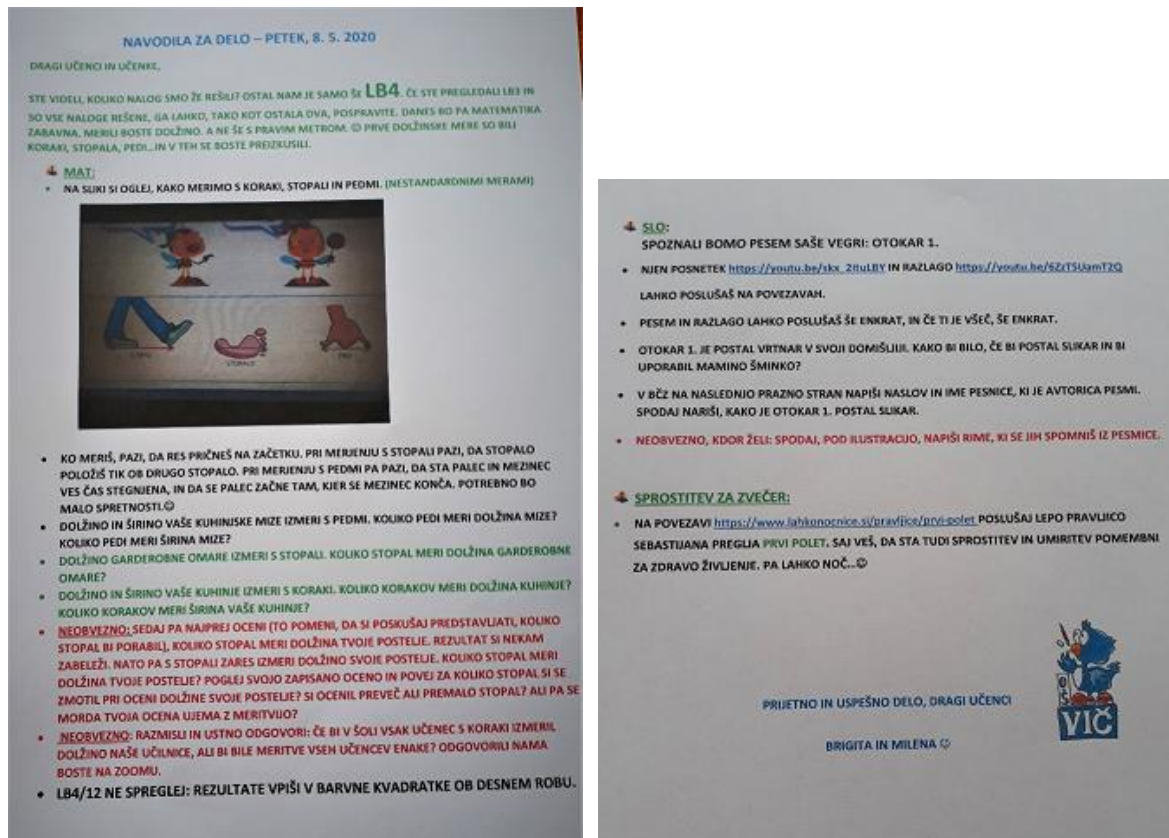 NAVODILA ZA DELO – PETEK, 8. 5. 2020
DRAGI UČENCI IN UČENKE,
STE VIDELI, KOLIKO NALOG SMO ŽE REŠILI? OSTAL NAM JE SAMO ŠE LB4. ČE STE PREGLEDALI LB3 IN
SO VSE NALOGE REŠENE, GA LAHKO, TAKO KOT OSTALA DVA, POSPRAVITE. DANES BO PA MATEMATIKA
ZABAVNA. MERILI BOSTE DOLŽINO. A NE ŠE S PRAVIM METROM. ☺ PRVE DOLŽINSKE MERE SO BILI
KORAKI, STOPALA, PEDI...IN V TEH SE BOSTE PREIZKUSILI.
MAT:
• NA SLIKI SI OGLEJ, KAKO MERIMO S KORAKI, STOPALI IN PEDMI. (NESTANDARDNIMI MERAMI)
STOPALO
• KO MERIŠ, PAZI, DA RES PRIČNEŠ NA ZAČETKU. PRI MERJENJU S STOPALI PAZI, DA STOPALO
POLOŽIŠ TIK OB DRUGO STOPALO. PRI MERJENJU S PEDMI PA PAZI, DA STA PALEC IN MEZINEC
VES ČAS STEGNJENA, IN DA SE PALEC ZAČNE TAM, KJER SE MEZINEC KONČA. POTREBNO BO
MALO SPRETNOSTI.☺
• DOLŽINO IN ŠIRINO VAŠE KUHINJSKE MIZE IZMERI S PEDMI. KOLIKO PEDI MERI DOLŽINA MIZE?
KOLIKO PEDI MERI ŠIRINA MIZE?
• DOLŽINO GARDEROBNE OMARE IZMERI S STOPALI. KOLIKO STOPAL MERI DOLŽINA GARDEROBNE
OMARE?
• DOLŽINO IN ŠIRINO VAŠE KUHINJE IZMERI S KORAKI. KOLIKO KORAKOV MERI DOLŽINA KUHINJE?
KOLIKO KORAKOV MERI ŠIRINA VAŠE KUHINJE?
• NEOBVEZNO: SEDAJ PA NAJPREJ OCENI (TO POMENI, DA SI POSKUŠAJ PREDSTAVLJATI, KOLIKO
STOPAL BI PORABIL), KOLIKO STOPAL MERI DOLŽINA TVOJE POSTELJE. REZULTAT SI NEKAM
ZABELEŽI. NATO PA S STOPALI ZARES IZMERI DOLŽINO SVOJE POSTELJE. KOLIKO STOPAL MERI
DOLŽINA TVOJE POSTELJE? POGLEJ SVOJO ZAPISANO OCENO IN POVEJ ZA KOLIKO STOPAL SI SE
ZMOTIL PRI OCENI DOLŽINE SVOJE POSTELJE? SI OCENIL PREVEČ ALI PREMALO STOPAL? ALI PA SE
MORDA TVOJA OCENA UJEMA Z MERITVIJO?
• NEOBVEZNO: RAZMISLI IN USTNO ODGOVORI: ČE BI V ŠOLI VSAK UČENEC S KORAKI IZMERIL
DOLŽINO NAŠE UČILNICE, ALI BI BILE MERITVE VSEH UČENCEV ENAKE? ODGOVORILI NAMA
BOSTE NA ZOOMU.
• LB4/12 NE SPREGLEJ: REZULTATE VPIŠI V BARVNE KVADRATKE OB DESNEM ROBU.
SLO:
SPOZNALI BOMO PESEM SAŠE VEGRI: OTOKAR 1.
• NJEN POSNETEK IN RAZLAGO
LAHKO POSLUŠAŠ NA POVEZAVAH.
• PESEM IN RAZLAGO LAHKO POSLUŠAŠ ŠE ENKRAT, IN ČE TI JE VŠEČ, ŠE ENKRAT.
• OTOKAR 1. JE POSTAL VRTNAR V SVOJI DOMIŠLJIJI. KAKO BI BILO, ČE BI POSTAL SLIKAR IN BI
UPORABIL MAMINO ŠMINKO?
• V BČZ NA NASLEDNJO PRAZNO STRAN NAPIŠI NASLOV IN IME PESNICE, KI JE AVTORICA PESMI.
SPODAJ NARIŠI, KAKO JE OTOKAR 1. POSTAL SLIKAR.
• NEOBVEZNO, KDOR ŽELI: SPODAJ, POD ILUSTRACIJO, NAPIŠI RIME, KI SE JIH SPOMNIŠ IZ PESMICE.
SPROSTITEV ZA ZVEČER:
• NA POVEZAVI https://www.lahkonocnice.si/pravljice/prvi-polet POSLUŠAJ LEPO PRAVLJICO
SEBASTIJANA PREGLJA PRVI POLET. SAJ VEŠ, DA STA TUDI SPROSTITEV IN UMIRITEV POMEMBNI
ZA ZDRAVO ŽIVLJENJE. PA LAHKO NOČ...☺
OŠ
VIČ
PRIJETNO IN USPEŠNO DELO, DRAGI UČENCI
BRIGITA IN MILENA ☺